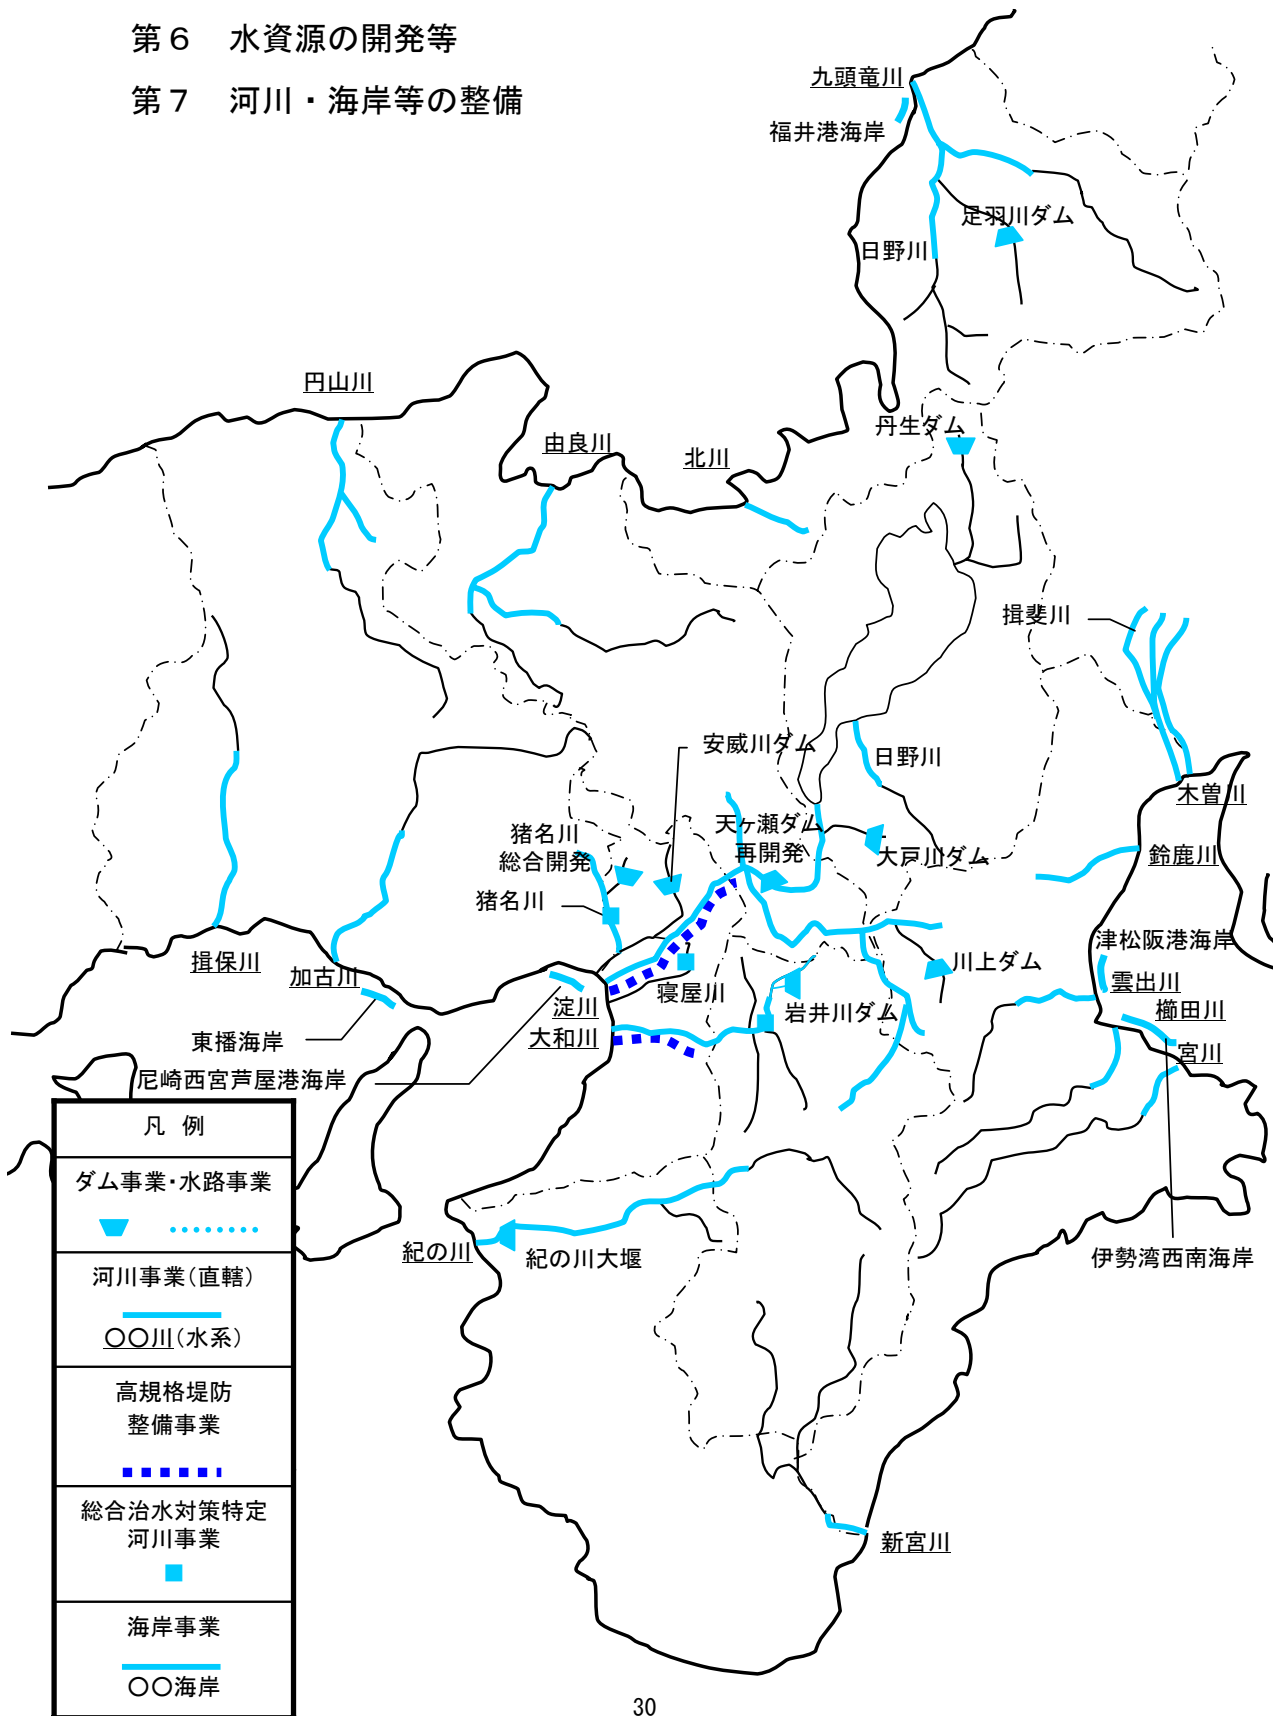 第６　水資源の開発等
第７　河川・海岸等の整備
九頭竜川
福井港海岸
足羽川ダム
日野川
円山川
由良川
北川
丹生ダム
揖斐川
安威川ダム
日野川
木曽川
猪名川
総合開発
天ヶ瀬ダム
再開発
大戸川ダム
鈴鹿川
猪名川
津松阪港海岸
揖保川
加古川
淀川
寝屋川
川上ダム
雲出川
東播海岸
大和川
岩井川ダム
櫛田川
尼崎西宮芦屋港海岸
宮川
紀の川
紀の川大堰
伊勢湾西南海岸
新宮川
凡 例
ダム事業・水路事業
河川事業（直轄）
〇〇川（水系）
高規格堤防
整備事業
総合治水対策特定
河川事業
海岸事業
〇〇海岸
30